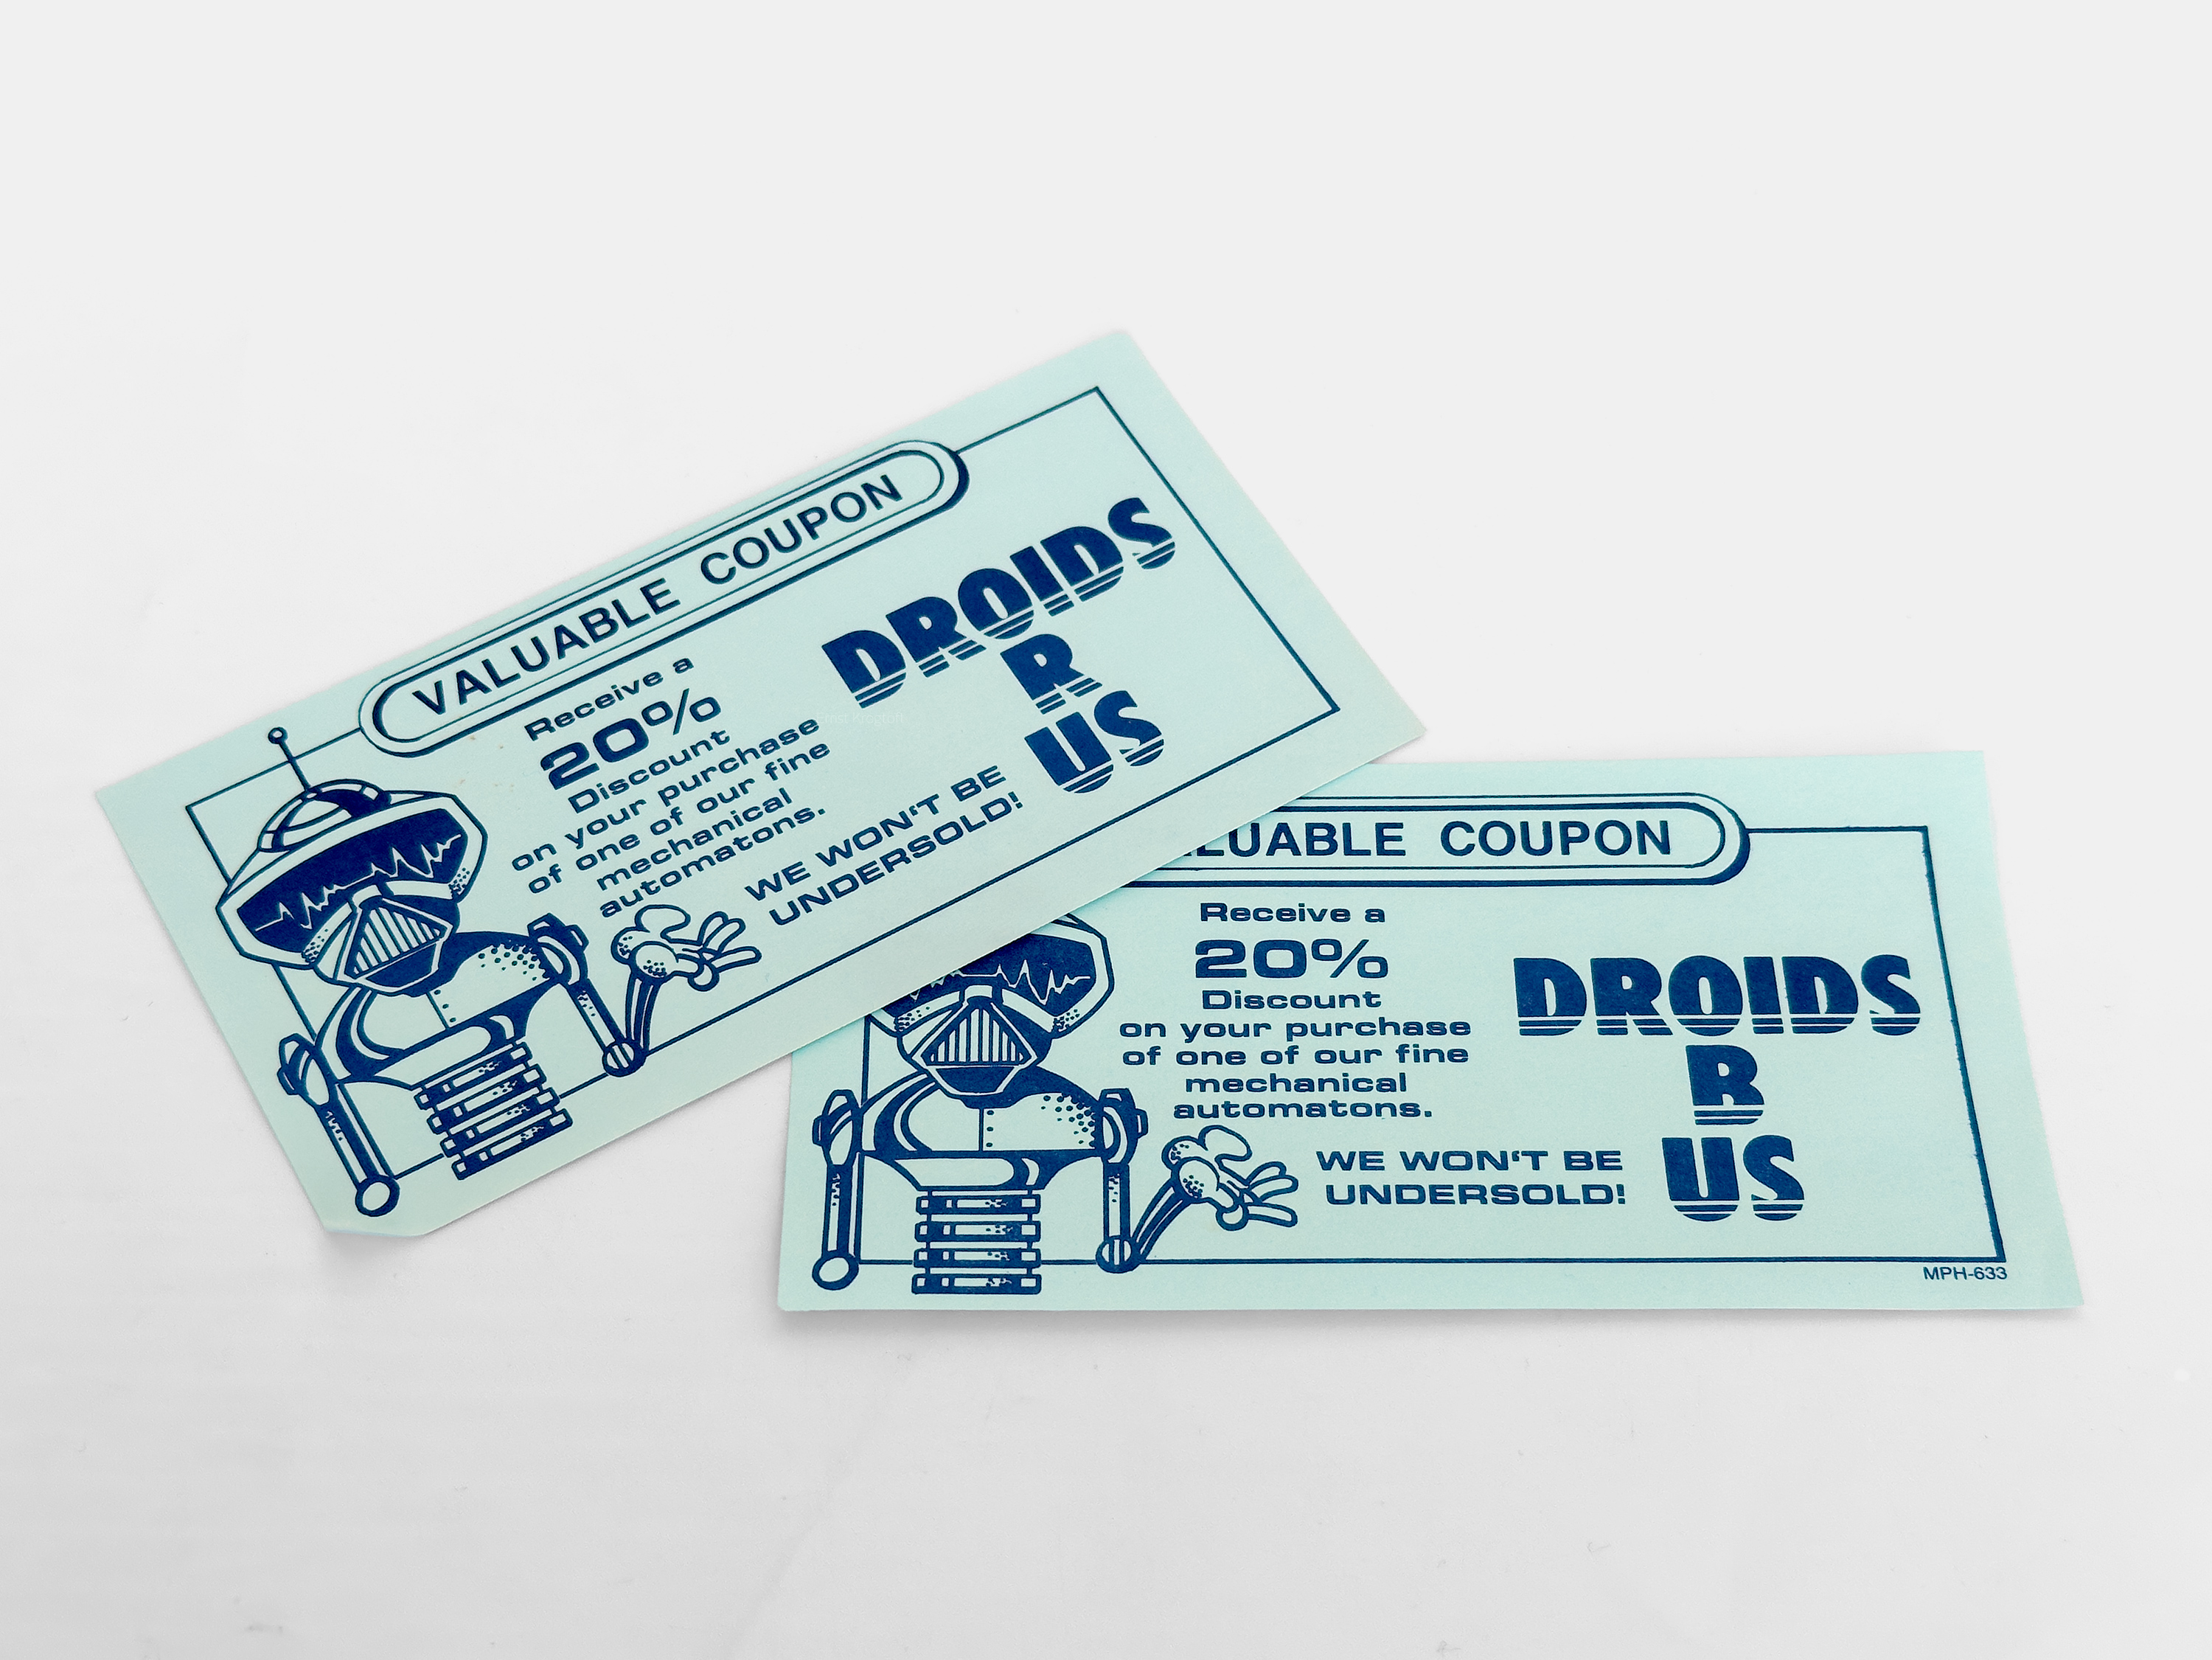 VALUABLE COUPON
Receive a
20%
Discount
on your purchase
of one of our fine
mechanical
automatons.
WE WON'T BE
UNDERSOLD!
DROIDS
R
US
LUABLE COUPON
Receive a
20%
Discount
on your purchase
of one of our fine
mechanical
automatons.
WE WON'T BE
UNDERSOLD!
DROIDS
B
US
MPH-633